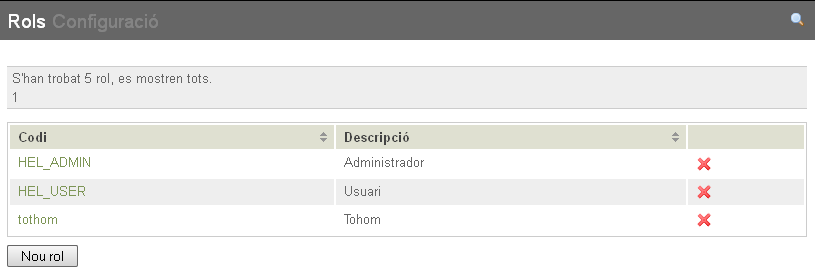 Rols Configuració
S'han trobat 5 rol, es mostren tots.
1
Codi Descripció
HEL_ADMIN Administrador
HEL_USER Usuari
tothom Tohom
Nou rol